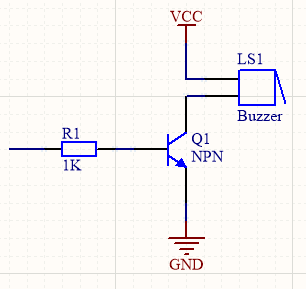 VCC
LS1
Buzzer
R1
1K
Q1
NPN
GND